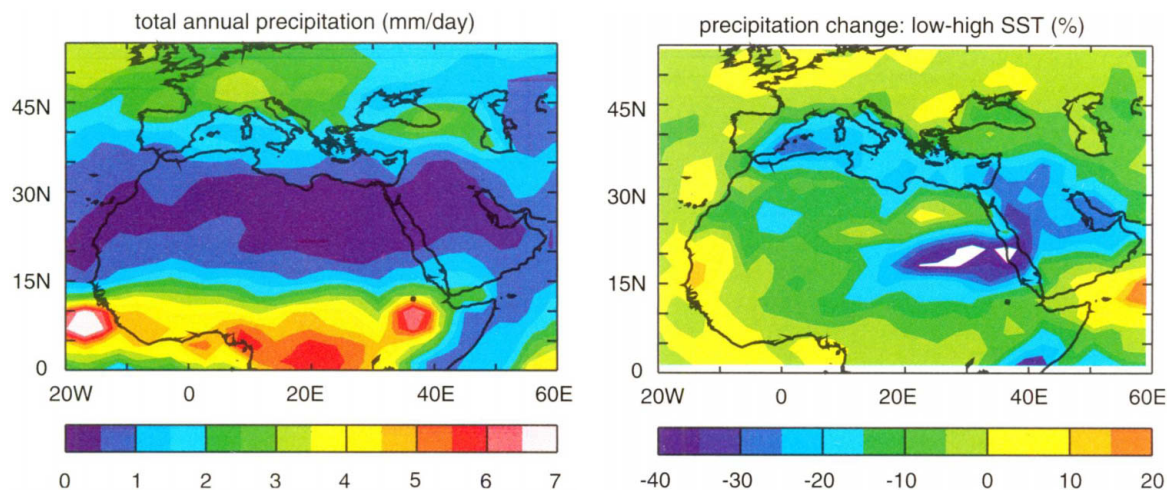 total annual precipitation (mm/day)
45N
30N
15N
0
20W 0 20E 40E 60E
0 1 2 3 4 5 6 7
precipitation change: low-high SST (%)
45N
30N
15N
0
20W 0 20E 40E 60E
-40 -30 -20 -10 0 10 20